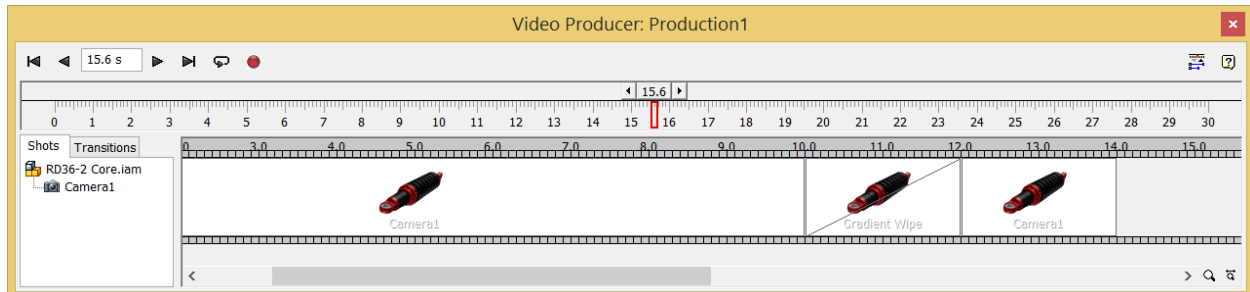 Video Producer: Production1
15.6 s
15.6
0 1 2 3 4 5 6 7 8 9 10 11 12 13 14 15 16 17 18 19 20 21 22 23 24 25 26 27 28 29 30
Shots Transitions
0 3.0 4.0 5.0 6.0 7.0 8.0 9.0 10.0 11.0 12.0 13.0 14.0 15.0
RD36-2 Core.iam
Camera1
Camera1 Gradient Wipe Camera1